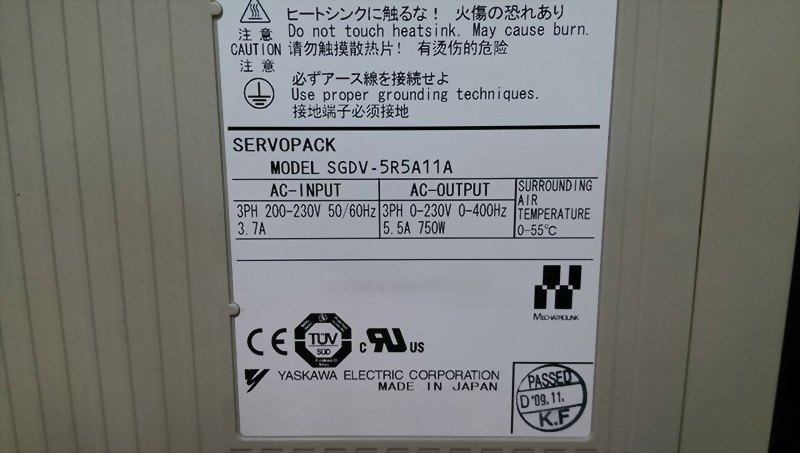 ヒートシンクに触るな! 火傷の恐れあり
注意 Do not touch heatsink. May cause burn.
CAUTION 请勿触摸散热片! 有烫伤的危险
注意
必ずアース線を接続せよ
Use proper grounding techniques.
接地端子必须接地
SERVOPACK
MODEL SGDV-5R5A11A
AC-INPUT AC-OUTPUT SURROUNDING
AIR
TEMPERATURE
0-55℃
3PH 200-230V 50/60Hz 3PH 0-230V 0-400Hz
3.7A 5.5A 750W
MECHATROLINK
CE TÜV SÜD c RU US
YASKAWA ELECTRIC CORPORATION
MADE IN JAPAN
PASSED
D '09.11.
K.F